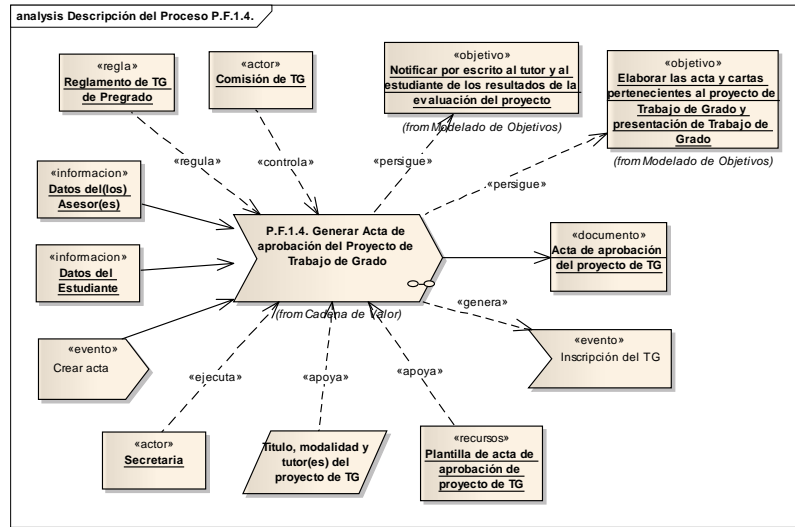 analysis Descripción del Proceso P.F.1.4.
«regla»
Reglamento de TG
de Pregrado
«actor»
Comisión de TG
«objetivo»
Notificar por escrito al tutor y al
estudiante de los resultados de la
evaluación del proyecto
(from Modelado de Objetivos)
«objetivo»
Elaborar las acta y cartas
pertenecientes al proyecto de
Trabajo de Grado y
presentación de Trabajo de
Grado
(from Modelado de Objetivos)
«regula»
«controla»
«persigue»
«persigue»
«informacion»
Datos del(los)
Asesor(es)
«informacion»
Datos del
Estudiante
P.F.1.4. Generar Acta de
aprobación del Proyecto de
Trabajo de Grado
(from Cadena de Valor)
«documento»
Acta de aprobación
del proyecto de TG
«genera»
«evento»
Crear acta
«evento»
Inscripción del TG
«ejecuta»
«apoya»
«apoya»
«actor»
Secretaria
Titulo, modalidad y
tutor(es) del
proyecto de TG
«recursos»
Plantilla de acta de
aprobación de
proyecto de TG